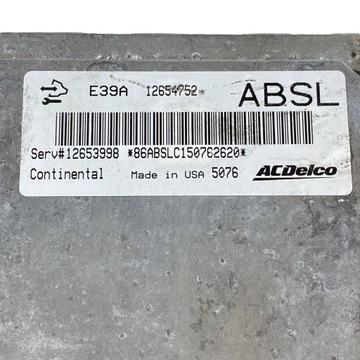 E39A 12654752 ABSL
Serv#12653998 *86ABSLC150762620*
Continental Made in USA 5076 ACDelco